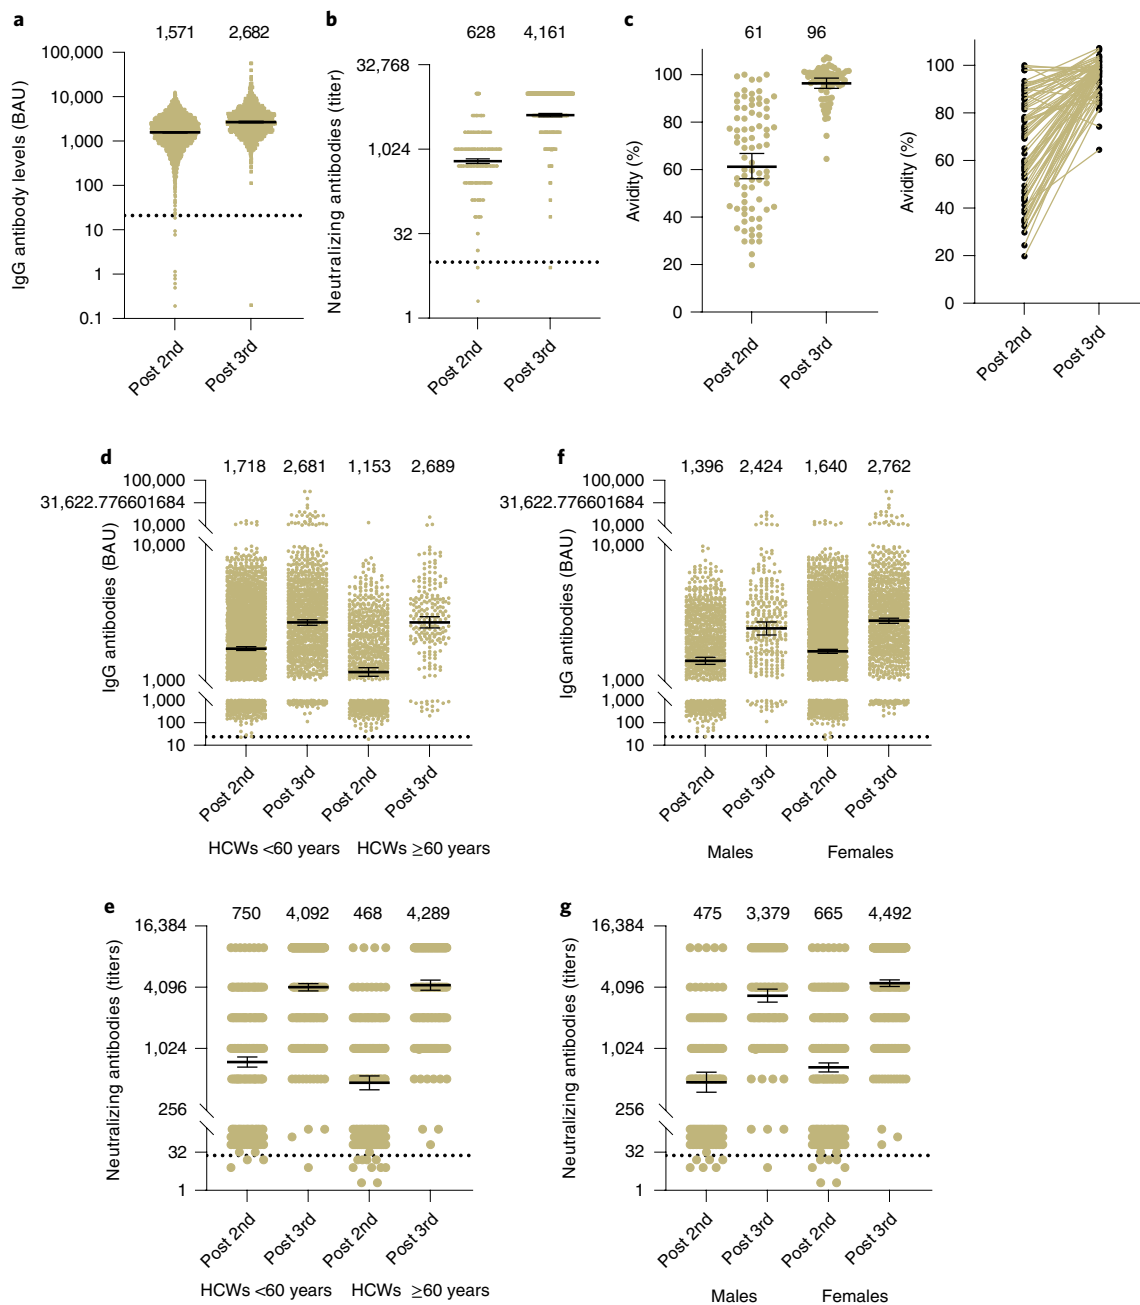 a
1,571 2,682
IgG antibody levels (BAU)
100,000
10,000
1,000
100
10
1
0.1
Post 2nd Post 3rd
b
628 4,161
Neutralizing antibodies (titer)
32,768
1,024
32
1
Post 2nd Post 3rd
c
61 96
Avidity (%)
100
80
60
40
20
0
Post 2nd Post 3rd
Avidity (%)
100
80
60
40
20
0
Post 2nd Post 3rd
d
1,718 2,681 1,153 2,689
IgG antibodies (BAU)
100,000
31,622.776601684
10,000
10,000
1,000
1,000
100
10
Post 2nd Post 3rd Post 2nd Post 3rd
HCWs <60 years HCWs ≥60 years
f
1,396 2,424 1,640 2,762
IgG antibodies (BAU)
100,000
31,622.776601684
10,000
10,000
1,000
1,000
100
10
Post 2nd Post 3rd Post 2nd Post 3rd
Males Females
e
750 4,092 468 4,289
Neutralizing antibodies (titers)
16,384
4,096
1,024
256
32
1
Post 2nd Post 3rd Post 2nd Post 3rd
HCWs <60 years HCWs ≥60 years
g
475 3,379 665 4,492
Neutralizing antibodies (titers)
16,384
4,096
1,024
256
32
1
Post 2nd Post 3rd Post 2nd Post 3rd
Males Females